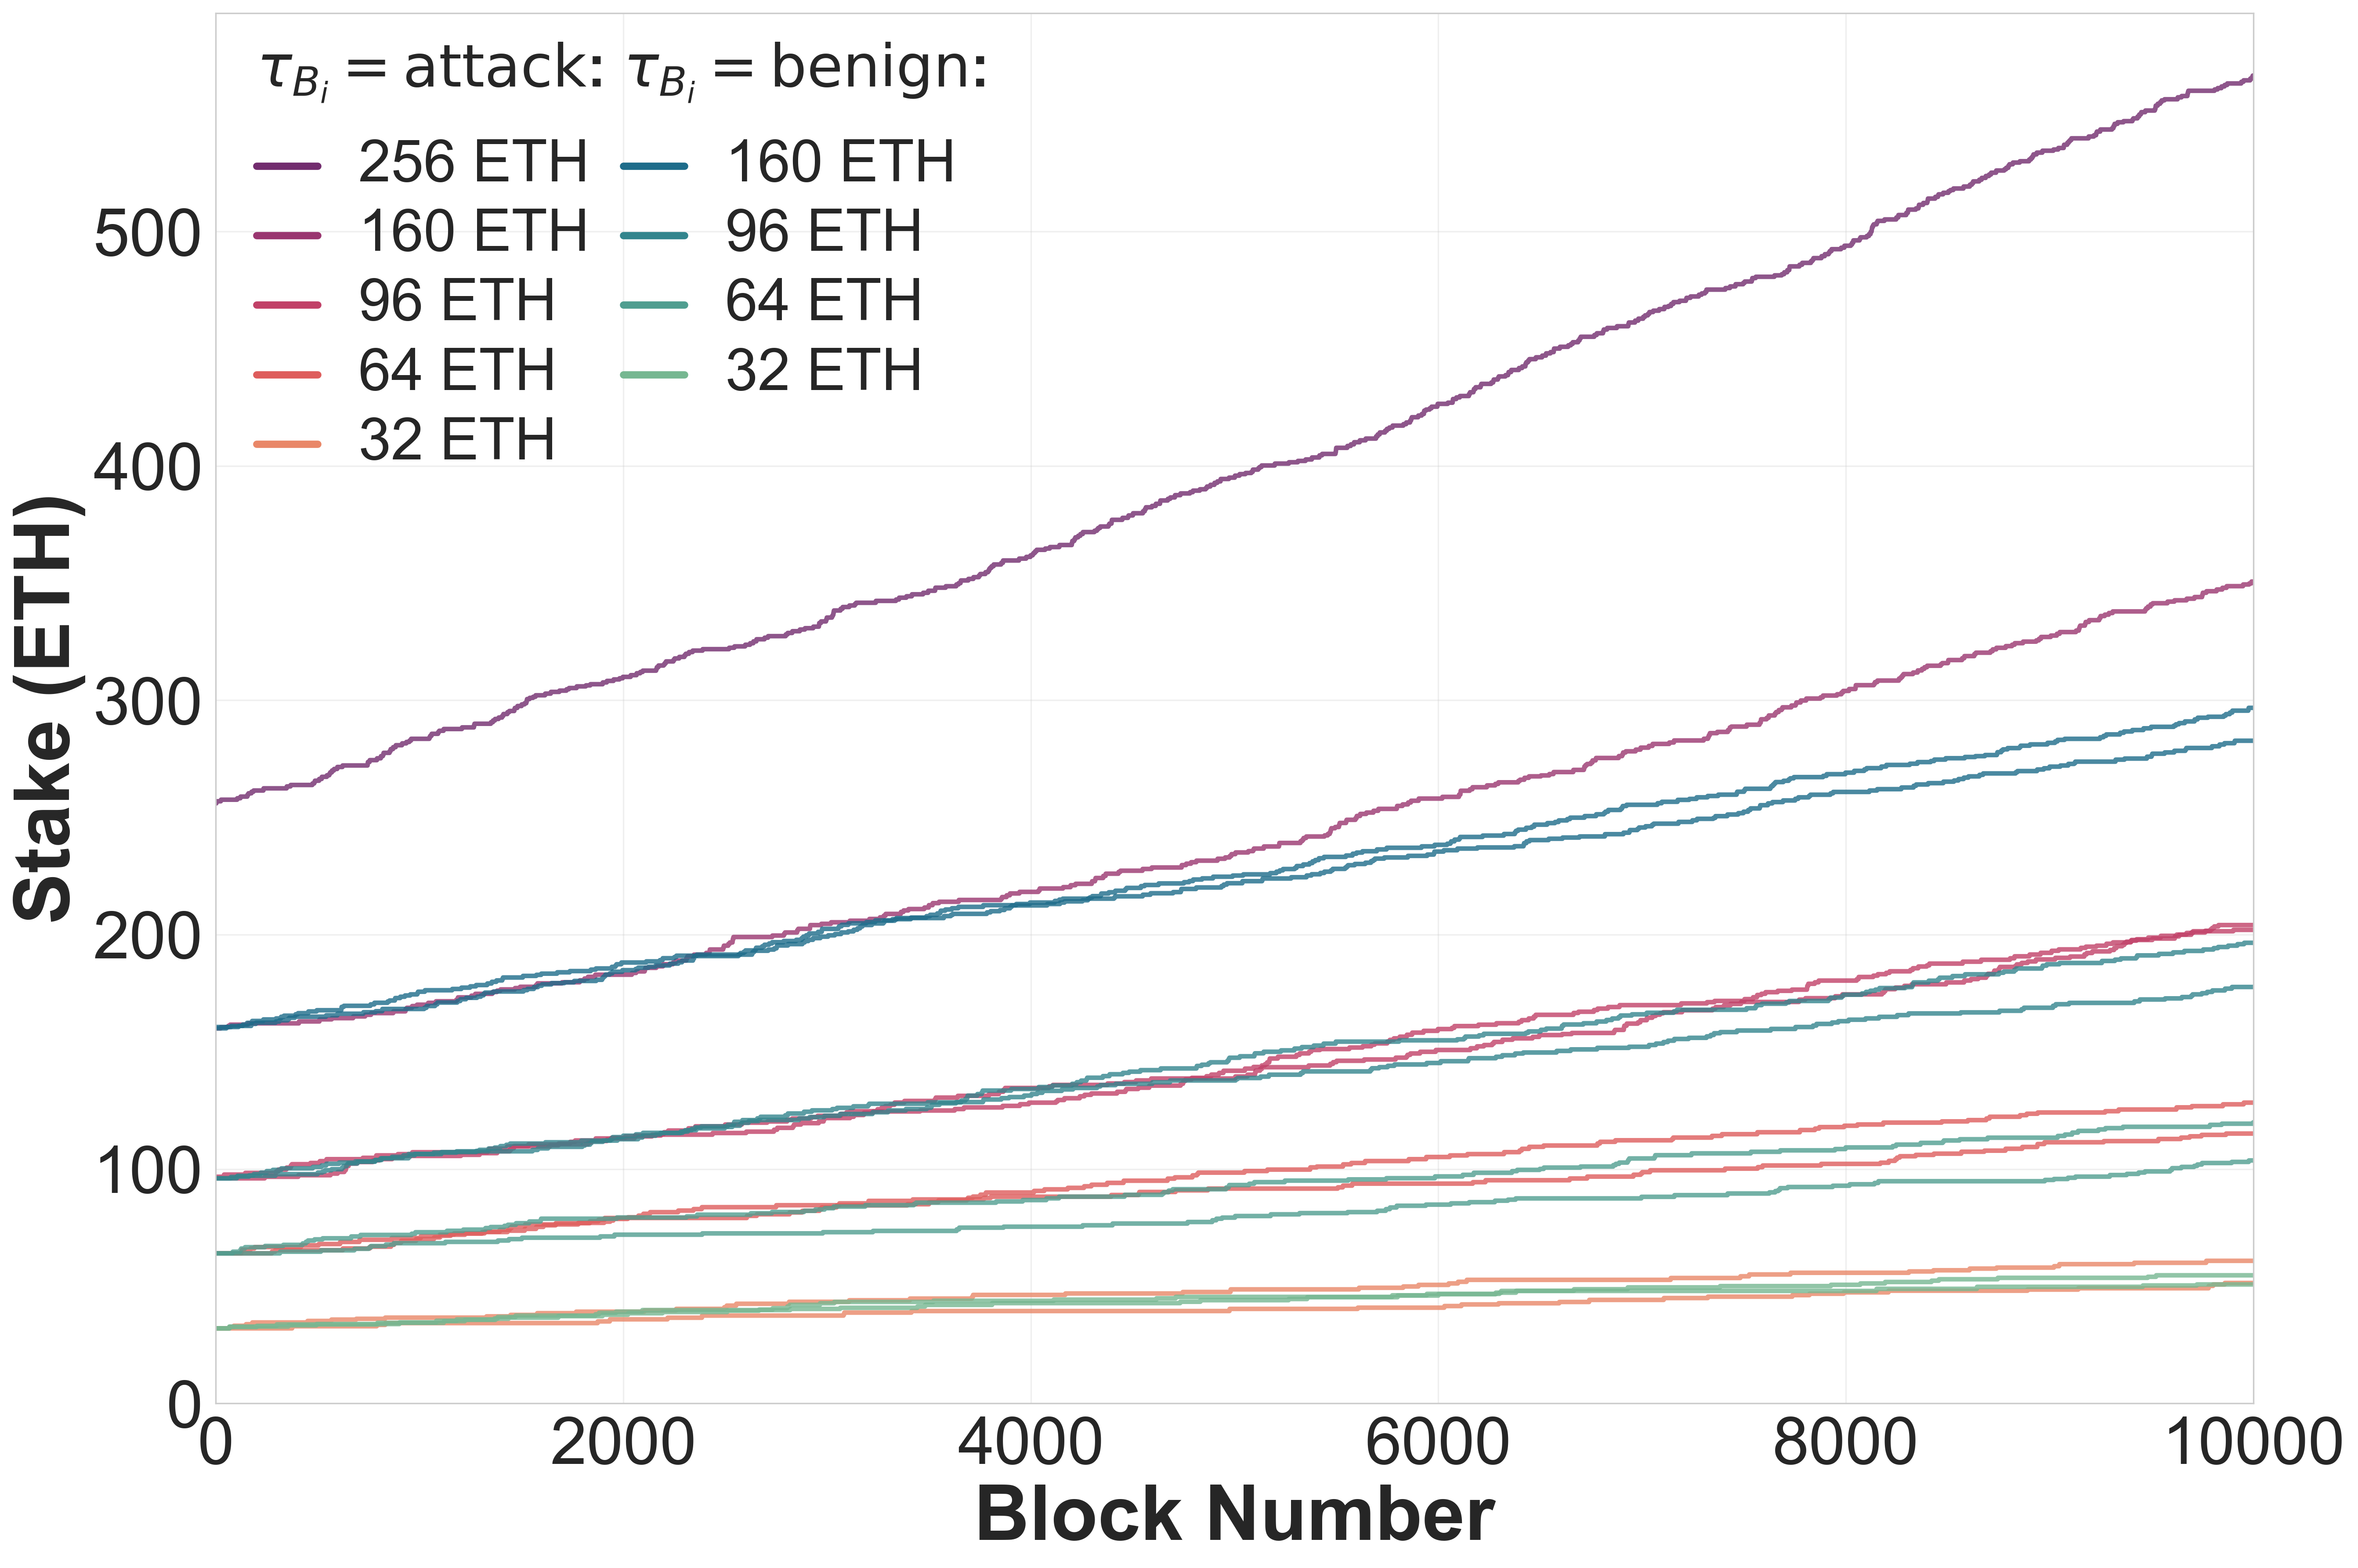 τ_{B_i} = attack: τ_{B_i} = benign:
256 ETH 160 ETH
160 ETH 96 ETH
96 ETH 64 ETH
64 ETH 32 ETH
32 ETH
500
400
300
200
100
0
Stake (ETH)
0 2000 4000 6000 8000 10000
Block Number